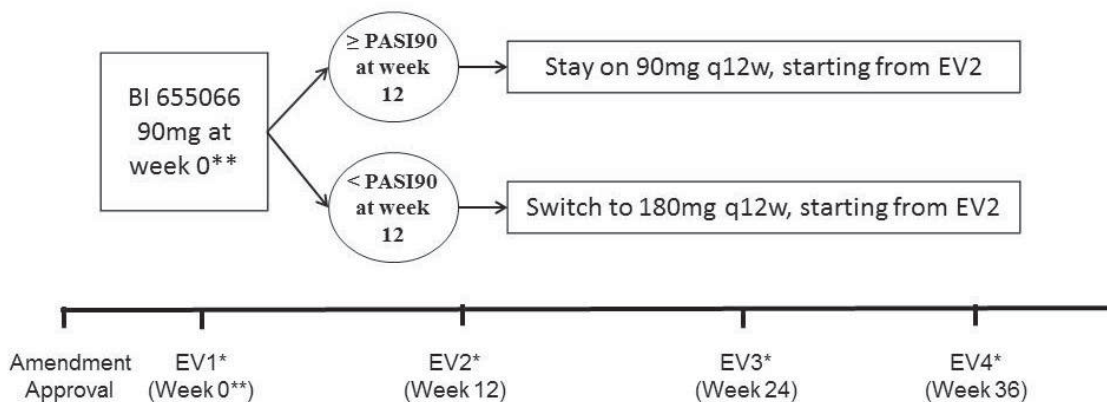 BI 655066
90mg at
week 0**
≥ PASI90
at week
12
Stay on 90mg q12w, starting from EV2
< PASI90
at week
12
Switch to 180mg q12w, starting from EV2
Amendment
Approval
EV1*
(Week 0**)
EV2*
(Week 12)
EV3*
(Week 24)
EV4*
(Week 36)